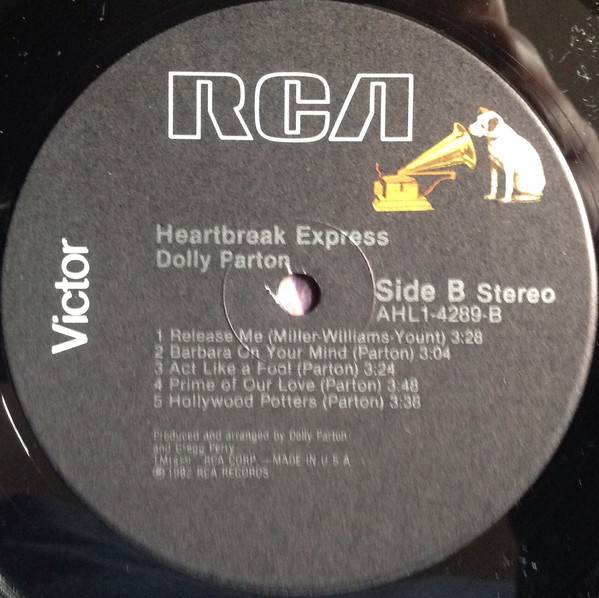 RCA
Victor
Heartbreak Express
Dolly Parton
Side B Stereo
AHL1-4289-B
1 Release Me (Miller-Williams-Yount) 3:28
2 Barbara On Your Mind (Parton) 3:04
3 Act Like a Fool (Parton) 3:24
4 Prime of Our Love (Parton) 3:48
5 Hollywood Potters (Parton) 3:38
Produced and arranged by Dolly Parton
and Gregg Perry
TM(s)® RCA CORP.—MADE IN U.S.A.
℗ 1982 RCA RECORDS